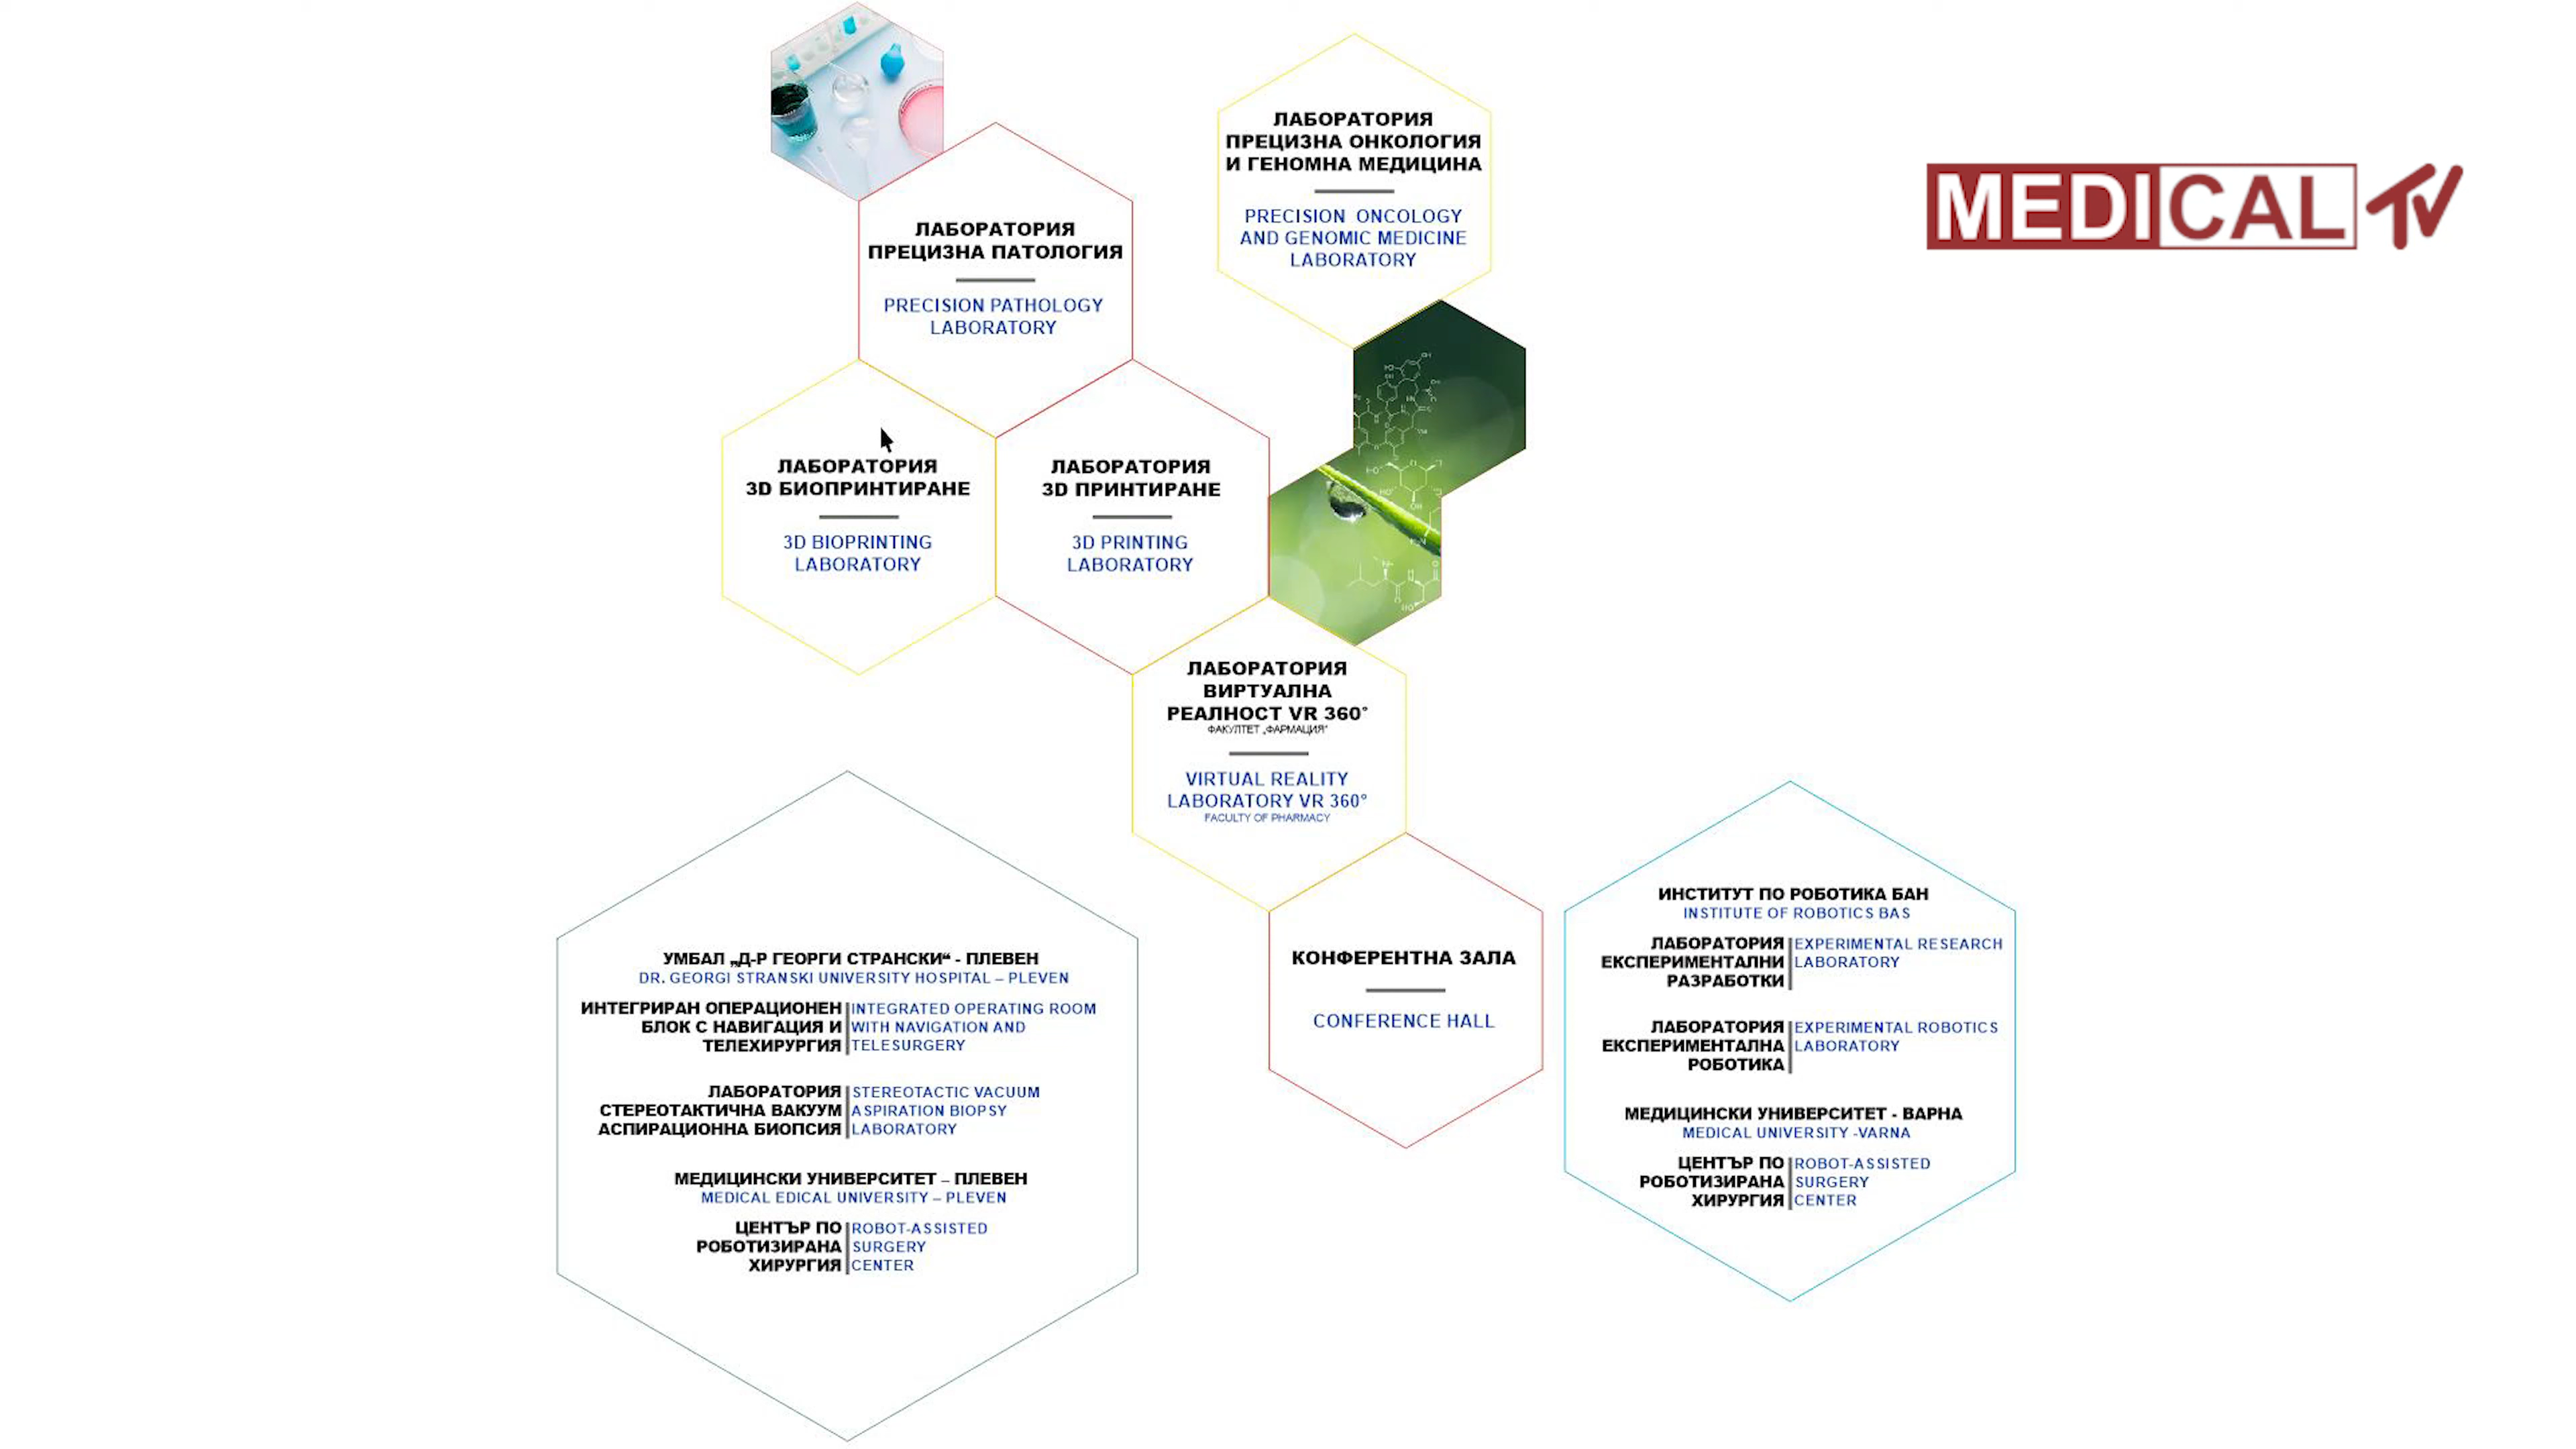 ЛАБОРАТОРИЯ
ПРЕЦИЗНА ОНКОЛОГИЯ
И ГЕНОМНА МЕДИЦИНА
PRECISION ONCOLOGY
AND GENOMIC MEDICINE
LABORATORY
MEDICAL TV
ЛАБОРАТОРИЯ
ПРЕЦИЗНА ПАТОЛОГИЯ
PRECISION PATHOLOGY
LABORATORY
ЛАБОРАТОРИЯ
3D БИОПРИНТИРАНЕ
3D BIOPRINTING
LABORATORY
ЛАБОРАТОРИЯ
3D ПРИНТИРАНЕ
3D PRINTING
LABORATORY
ЛАБОРАТОРИЯ
ВИРТУАЛНА
РЕАЛНОСТ VR 360°
ФАКУЛТЕТ „ФАРМАЦИЯ"
VIRTUAL REALITY
LABORATORY VR 360°
FACULTY OF PHARMACY
КОНФЕРЕНТНА ЗАЛА
CONFERENCE HALL
УМБАЛ „Д-Р ГЕОРГИ СТРАНСКИ“ - ПЛЕВЕН
DR. GEORGI STRANSKI UNIVERSITY HOSPITAL – PLEVEN
ИНТЕГРИРАН ОПЕРАЦИОНЕН
БЛОК С НАВИГАЦИЯ И
ТЕЛЕХИРУРГИЯ
INTEGRATED OPERATING ROOM
WITH NAVIGATION AND
TELESURGERY
ЛАБОРАТОРИЯ
СТЕРЕОТАКТИЧНА ВАКУУМ
АСПИРАЦИОННА БИОПСИЯ
STEREOTACTIC VACUUM
ASPIRATION BIOPSY
LABORATORY
МЕДИЦИНСКИ УНИВЕРСИТЕТ – ПЛЕВЕН
MEDICAL EDICAL UNIVERSITY – PLEVEN
ЦЕНТЪР ПО
РОБОТИЗИРАНА
ХИРУРГИЯ
ROBOT-ASSISTED
SURGERY
CENTER
ИНСТИТУТ ПО РОБОТИКА БАН
INSTITUTE OF ROBOTICS BAS
ЛАБОРАТОРИЯ
ЕКСПЕРИМЕНТАЛНИ
РАЗРАБОТКИ
EXPERIMENTAL RESEARCH
LABORATORY
ЛАБОРАТОРИЯ
ЕКСПЕРИМЕНТАЛНА
РОБОТИКА
EXPERIMENTAL ROBOTICS
LABORATORY
МЕДИЦИНСКИ УНИВЕРСИТЕТ - ВАРНА
MEDICAL UNIVERSITY -VARNA
ЦЕНТЪР ПО
РОБОТИЗИРАНА
ХИРУРГИЯ
ROBOT-ASSISTED
SURGERY
CENTER